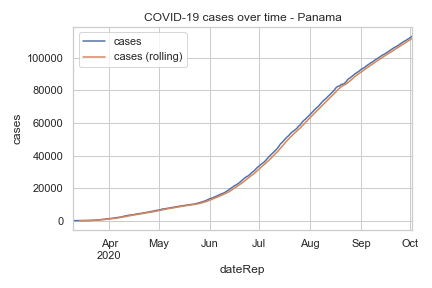 COVID-19 cases over time - Panama
cases
cases (rolling)
100000
80000
60000
40000
20000
0
cases
Apr
2020
May
Jun
Jul
Aug
Sep
Oct
dateRep